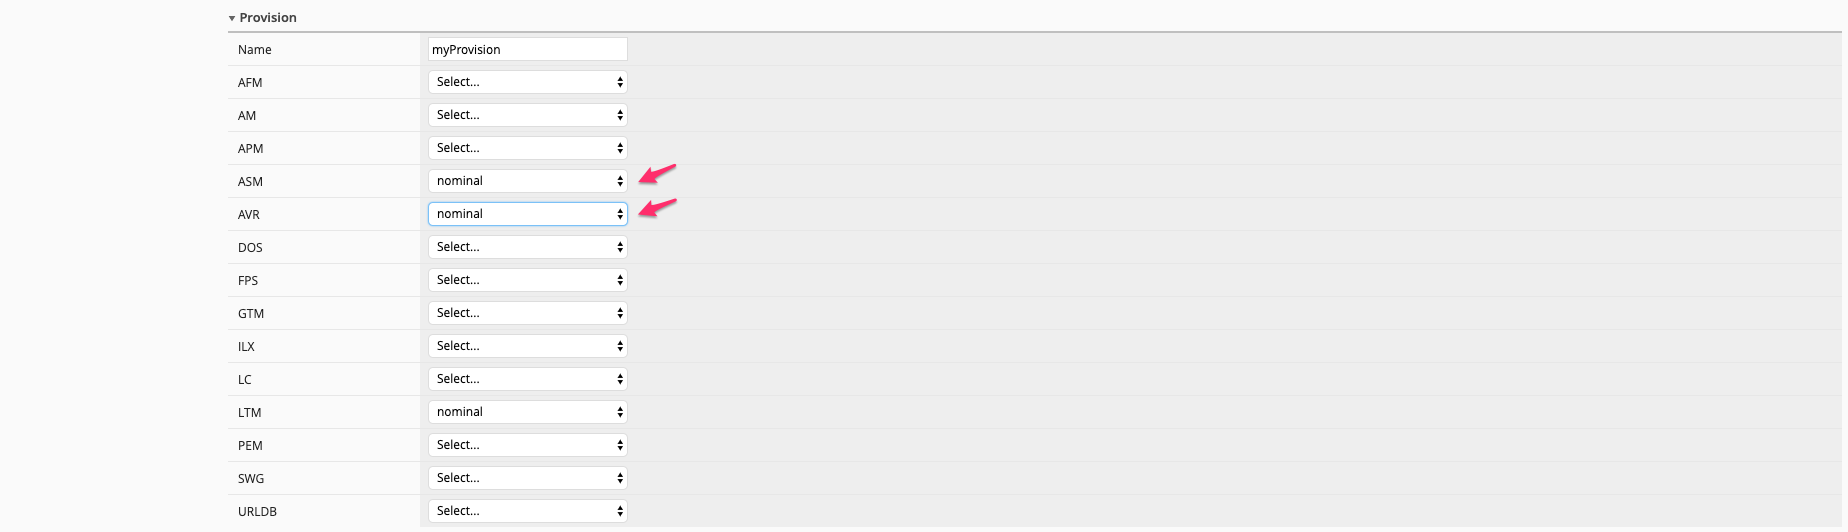 Provision
Name myProvision
AFM Select...
AM Select...
APM Select...
ASM nominal
AVR nominal
DOS Select...
FPS Select...
GTM Select...
ILX Select...
LC Select...
LTM nominal
PEM Select...
SWG Select...
URLDB Select...